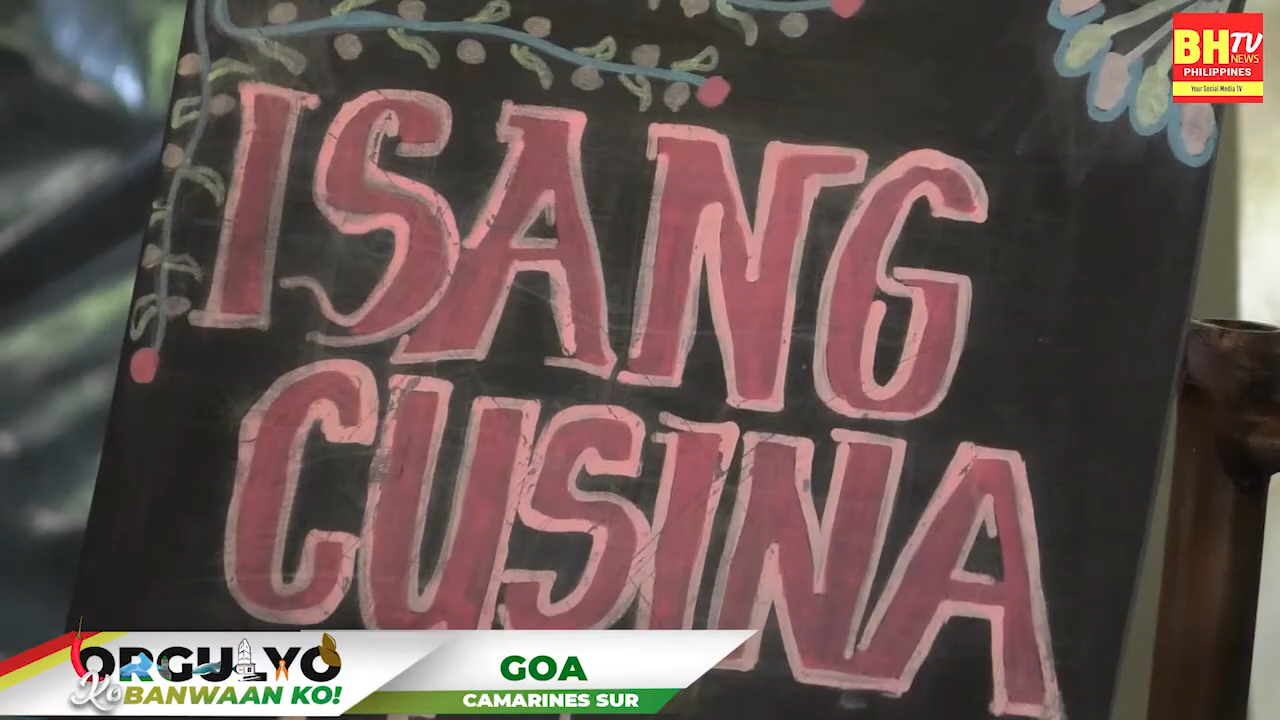 BHTV
NEWS
PHILIPPINES
Your Social Media TV
ISANG
CUSINA
ORGULYO
Ko BANWAAN KO!
GOA
CAMARINES SUR